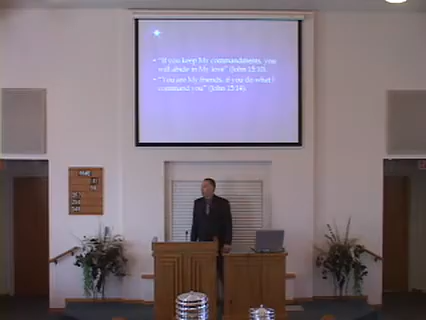 • "If you keep My commandments, you
will abide in My love" (John 15:10).
• "You are My friends, if you do what I
command you" (John 15:14).